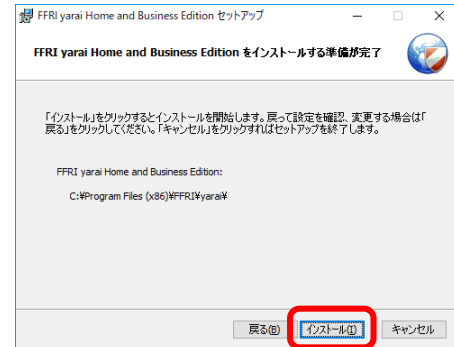 FFRI yarai Home and Business Edition セットアップ
FFRI yarai Home and Business Edition をインストールする準備が完了
「インストール」をクリックするとインストールを開始します。戻って設定を確認、変更する場合は「
戻る」をクリックしてください。「キャンセル」をクリックすればセットアップを終了します。
FFRI yarai Home and Business Edition:
C:¥Program Files (x86)¥FFRI¥yarai¥
戻る(B) インストール(I) キャンセル